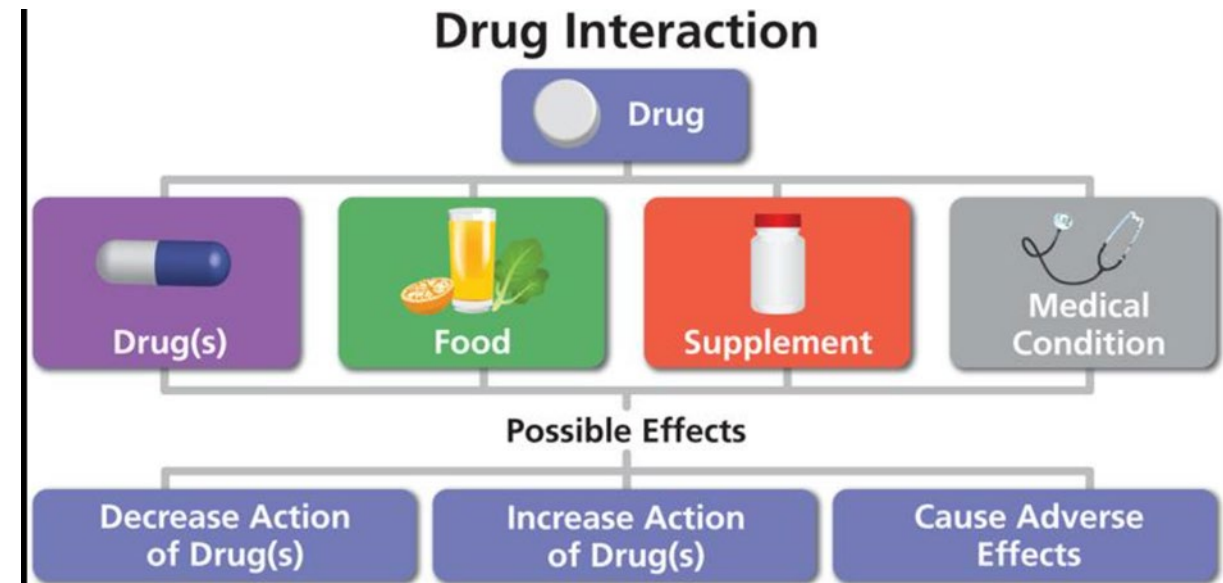 Drug Interaction
Drug
Drug(s)
Food
Supplement
Medical
Condition
Possible Effects
Decrease Action
of Drug(s)
Increase Action
of Drug(s)
Cause Adverse
Effects